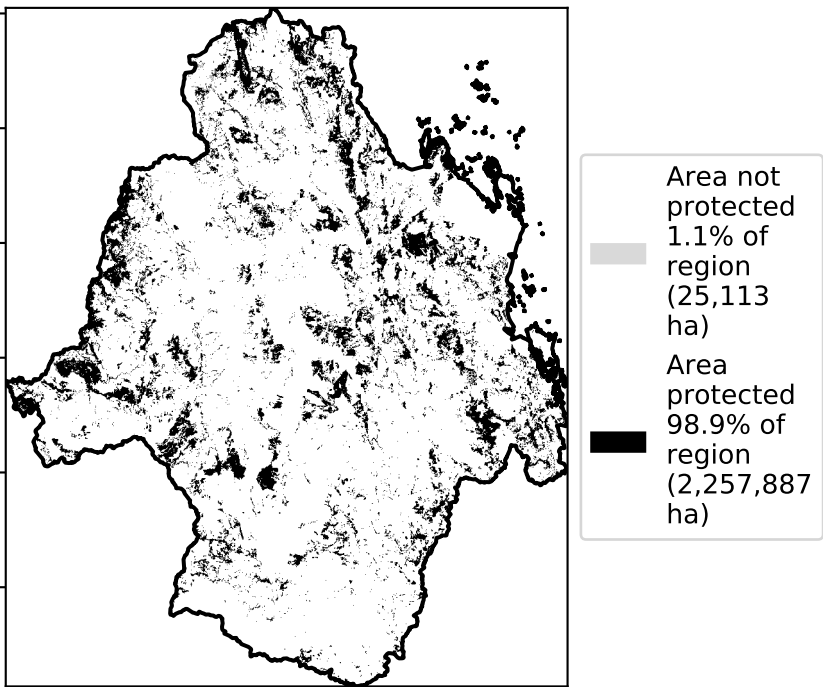 Area not
protected
1.1% of
region
(25,113
ha)
Area
protected
98.9% of
region
(2,257,887
ha)